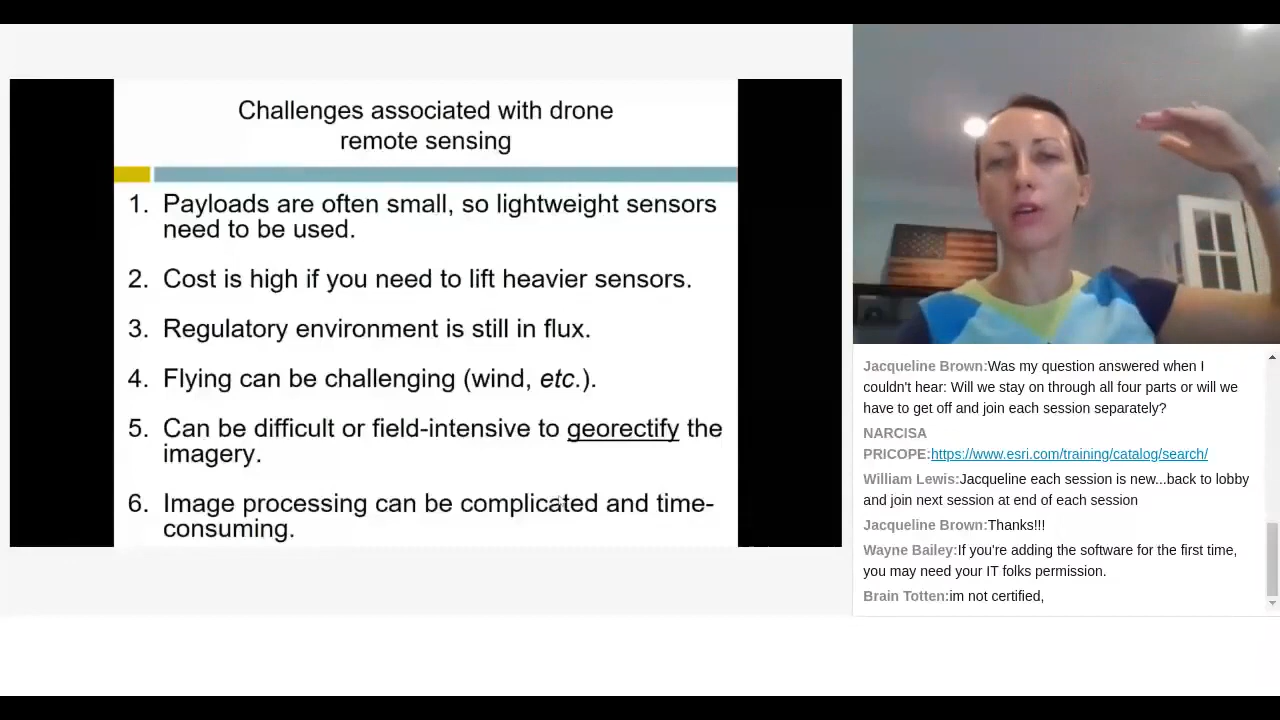 Challenges associated with drone
remote sensing
1. Payloads are often small, so lightweight sensors
need to be used.
2. Cost is high if you need to lift heavier sensors.
3. Regulatory environment is still in flux.
4. Flying can be challenging (wind, etc.).
5. Can be difficult or field-intensive to georectify the
imagery.
6. Image processing can be complicated and time-
consuming.
Jacqueline Brown:Was my question answered when I
couldn't hear: Will we stay on through all four parts or will we
have to get off and join each session separately?
NARCISA
PRICOPE:https://www.esri.com/training/catalog/search/
William Lewis:Jacqueline each session is new...back to lobby
and join next session at end of each session
Jacqueline Brown:Thanks!!!
Wayne Bailey:If you're adding the software for the first time,
you may need your IT folks permission.
Brain Totten:im not certified,